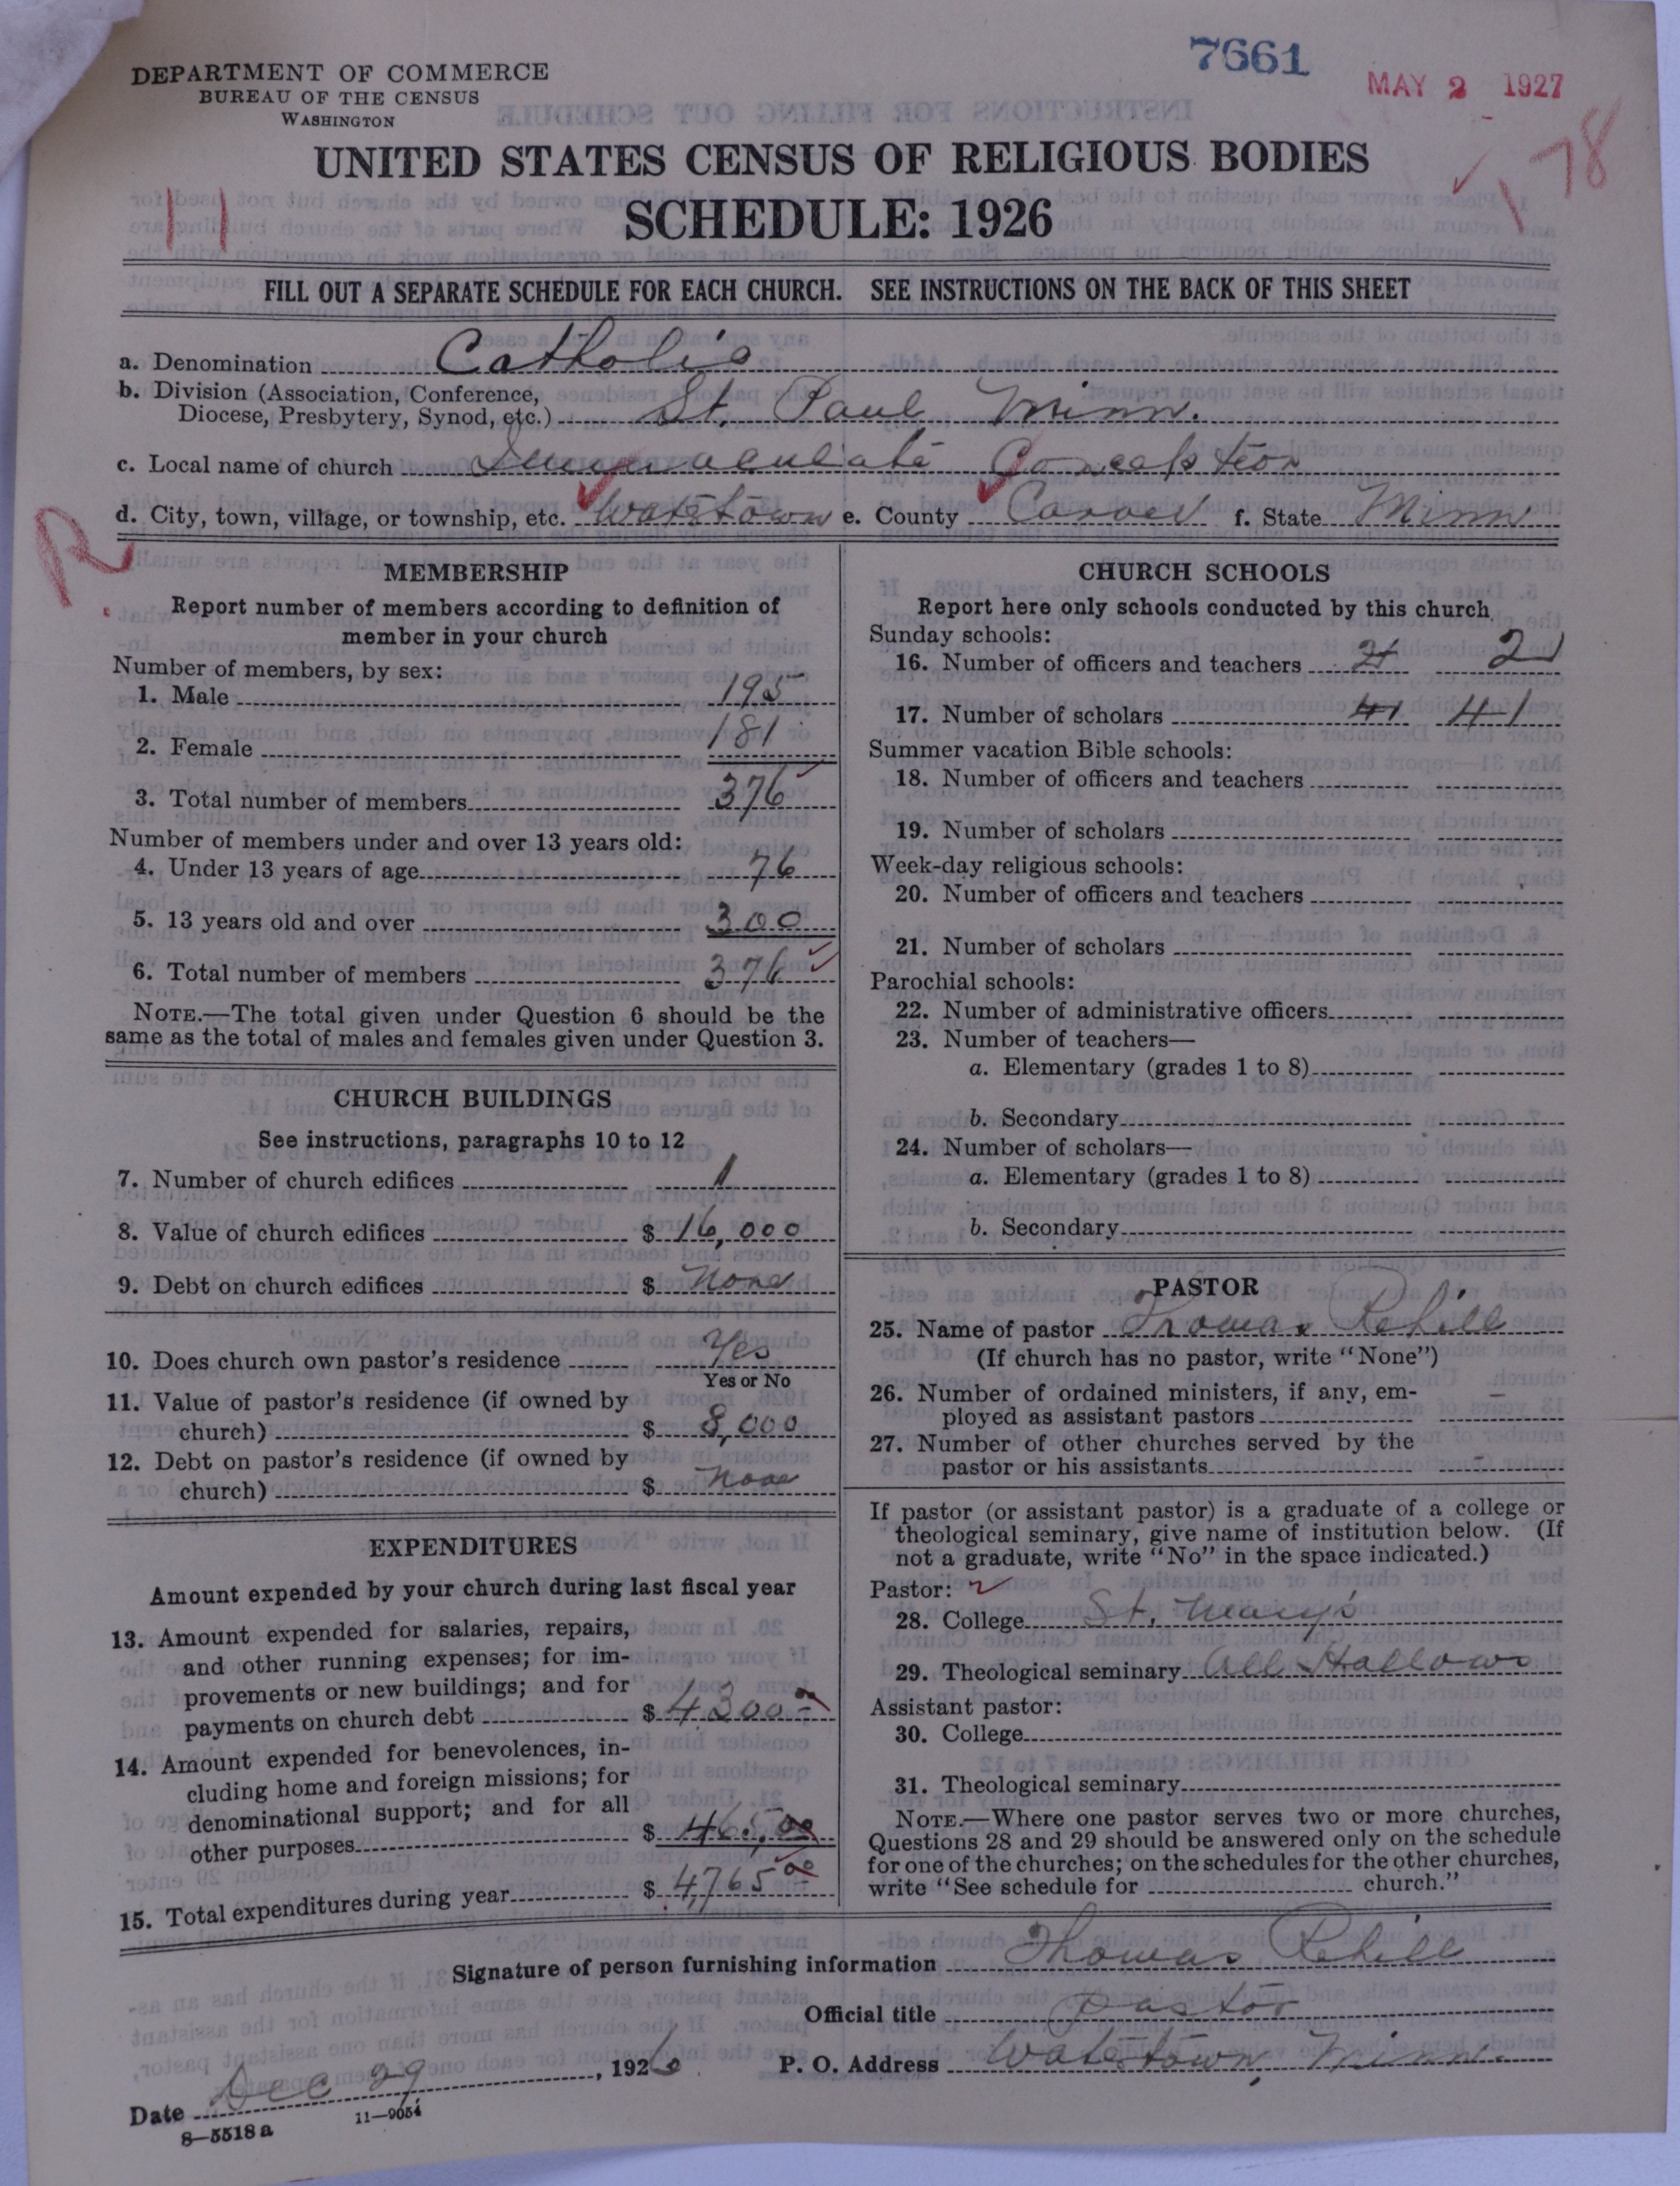 7661
MAY 2 1927
DEPARTMENT OF COMMERCE
BUREAU OF THE CENSUS
WASHINGTON
11
78
UNITED STATES CENSUS OF RELIGIOUS BODIES
SCHEDULE: 1926
FILL OUT A SEPARATE SCHEDULE FOR EACH CHURCH. SEE INSTRUCTIONS ON THE BACK OF THIS SHEET
a. Denomination Catholic
b. Division (Association, Conference,
Diocese, Presbytery, Synod, etc.) St. Paul Minn.
c. Local name of church Immaculate Conception
d. City, town, village, or township, etc. Watertown e. County Carver f. State Minn
R
MEMBERSHIP
Report number of members according to definition of
member in your church
Number of members, by sex:
1. Male 195
2. Female 181
3. Total number of members 376
Number of members under and over 13 years old:
4. Under 13 years of age 76
5. 13 years old and over 300
6. Total number of members 376
NOTE.—The total given under Question 6 should be the
same as the total of males and females given under Question 3.
CHURCH BUILDINGS
See instructions, paragraphs 10 to 12
7. Number of church edifices 1
8. Value of church edifices $ 16,000
9. Debt on church edifices $ None
10. Does church own pastor's residence Yes
Yes or No
11. Value of pastor's residence (if owned by
church) $ 8,000
12. Debt on pastor's residence (if owned by
church) $ None
EXPENDITURES
Amount expended by your church during last fiscal year
13. Amount expended for salaries, repairs,
and other running expenses; for im-
provements or new buildings; and for
payments on church debt $ 4300
14. Amount expended for benevolences, in-
cluding home and foreign missions; for
denominational support; and for all
other purposes $ 465.00
15. Total expenditures during year $ 4,765 00
CHURCH SCHOOLS
Report here only schools conducted by this church
Sunday schools:
16. Number of officers and teachers 2 2
17. Number of scholars 41 41
Summer vacation Bible schools:
18. Number of officers and teachers
19. Number of scholars
Week-day religious schools:
20. Number of officers and teachers
21. Number of scholars
Parochial schools:
22. Number of administrative officers
23. Number of teachers—
a. Elementary (grades 1 to 8)
b. Secondary
24. Number of scholars—
a. Elementary (grades 1 to 8)
b. Secondary
PASTOR
25. Name of pastor Thomas Rehill
(If church has no pastor, write "None")
26. Number of ordained ministers, if any, em-
ployed as assistant pastors –
27. Number of other churches served by the
pastor or his assistants –
If pastor (or assistant pastor) is a graduate of a college or
theological seminary, give name of institution below. (If
not a graduate, write "No" in the space indicated.)
Pastor:
28. College St. Mary's
29. Theological seminary All Hallows
Assistant pastor:
30. College
31. Theological seminary
NOTE.—Where one pastor serves two or more churches,
Questions 28 and 29 should be answered only on the schedule
for one of the churches; on the schedules for the other churches,
write "See schedule for church."
Signature of person furnishing information Thomas Rehill
Official title pastor
Date Dec 29, 1926 P. O. Address Watertown, Minn.
8—5518 a 11—9054